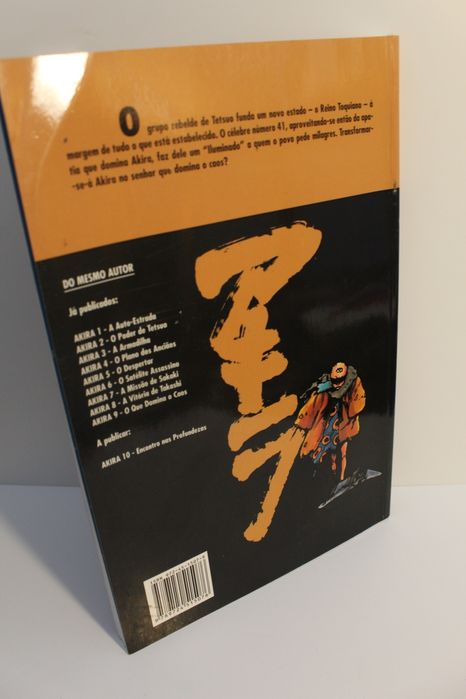 O grupo rebelde de Tetsuo funda um novo estado – o Reino Toquiano – à
margem de tudo o que está estabelecido. O célebre número 41, aproveitando-se então da apa-
tia que domina Akira, faz dele um "Iluminado" a quem o povo pede milagres. Transformar-
-se-á Akira no senhor que domina o caos?
DO MESMO AUTOR
Já publicados:
AKIRA 1 - A Auto-Estrada
AKIRA 2 - O Poder de Tetsuo
AKIRA 3 - A Armadilha
AKIRA 4 - O Plano dos Anciãos
AKIRA 5 - O Despertar
AKIRA 6 - O Satélite Assassino
AKIRA 7 - A Missão de Sakaki
AKIRA 8 - A Vitória de Takashi
AKIRA 9 - O Que Domina o Caos
A publicar:
AKIRA 10 - Encontro nas Profundezas
アキラ